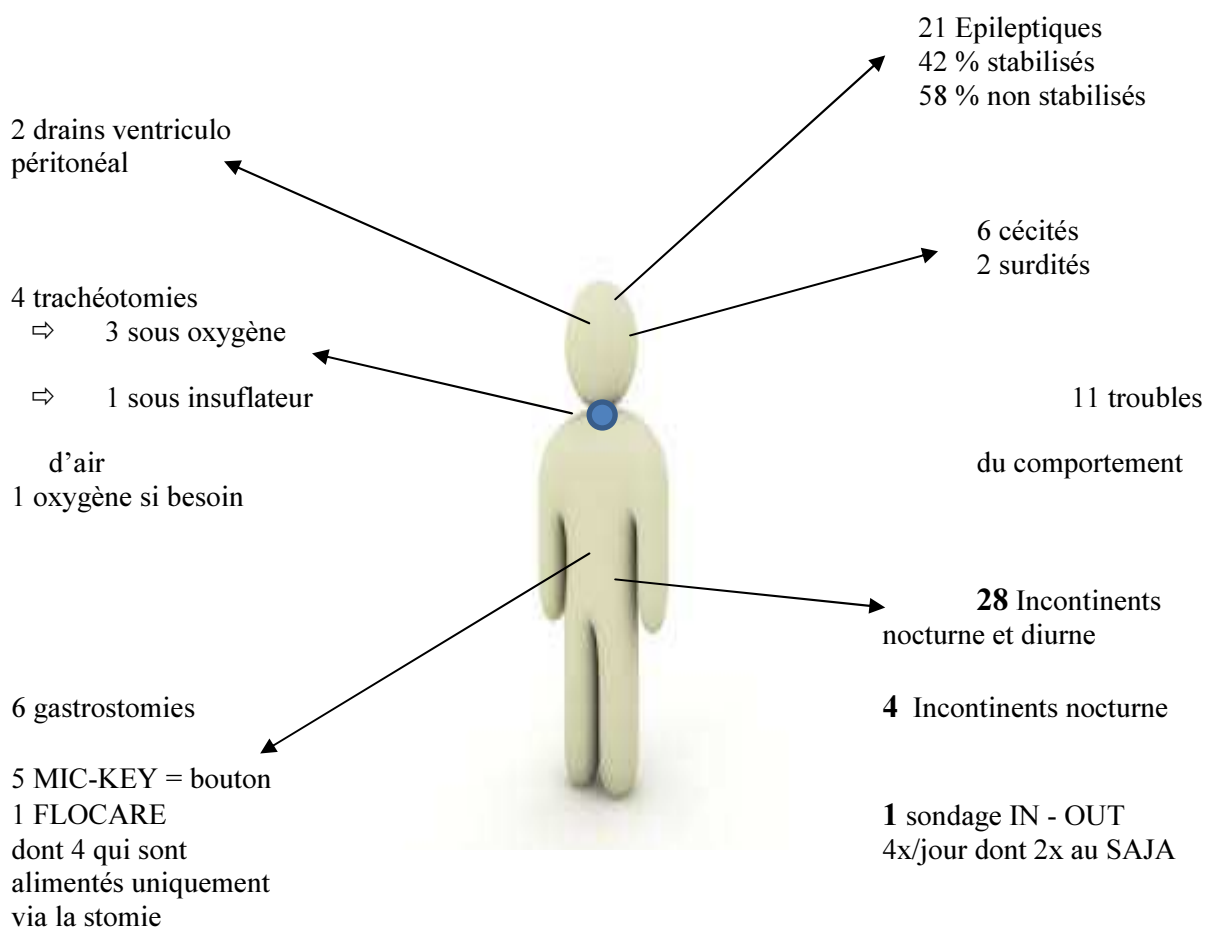 21 Epileptiques
42 % stabilisés
58 % non stabilisés
2 drains ventriculo
péritonéal
6 cécités
2 surdités
4 trachéotomies
⇨ 3 sous oxygène
⇨ 1 sous insuflateur
d’air
1 oxygène si besoin
11 troubles
du comportement
28 Incontinents
nocturne et diurne
4 Incontinents nocturne
1 sondage IN - OUT
4x/jour dont 2x au SAJA
6 gastrostomies
5 MIC-KEY = bouton
1 FLOCARE
dont 4 qui sont
alimentés uniquement
via la stomie